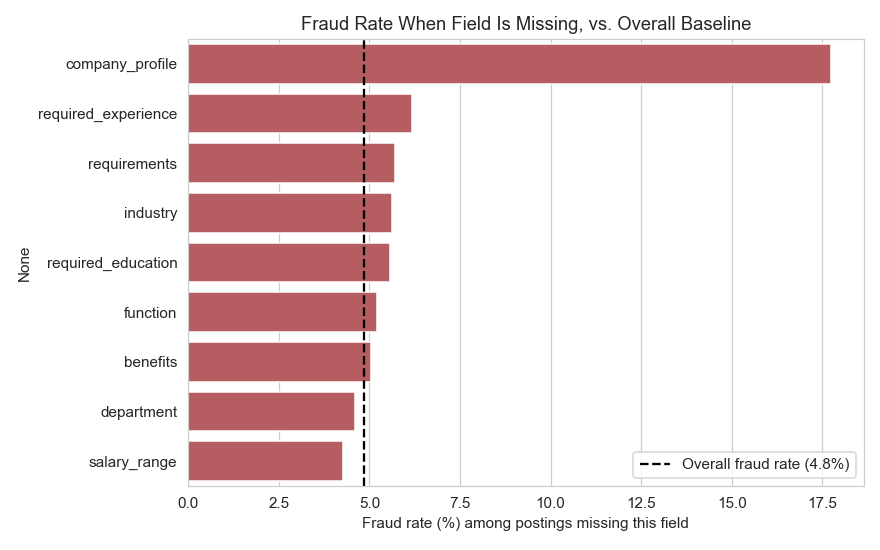 Fraud Rate When Field Is Missing, vs. Overall Baseline
company_profile
required_experience
requirements
industry
required_education
function
benefits
department
salary_range
None
0.0 2.5 5.0 7.5 10.0 12.5 15.0 17.5
Fraud rate (%) among postings missing this field
Overall fraud rate (4.8%)